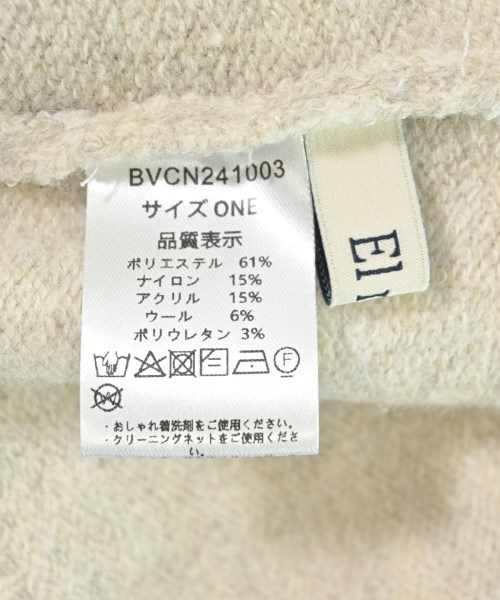 BVCN241003
サイズ ONE
品質表示
ポリエステル 61%
ナイロン 15%
アクリル 15%
ウール 6%
ポリウレタン 3%
F
W
・おしゃれ着洗剤をご使用ください。
・クリーニングネットをご使用くださ
い。
El